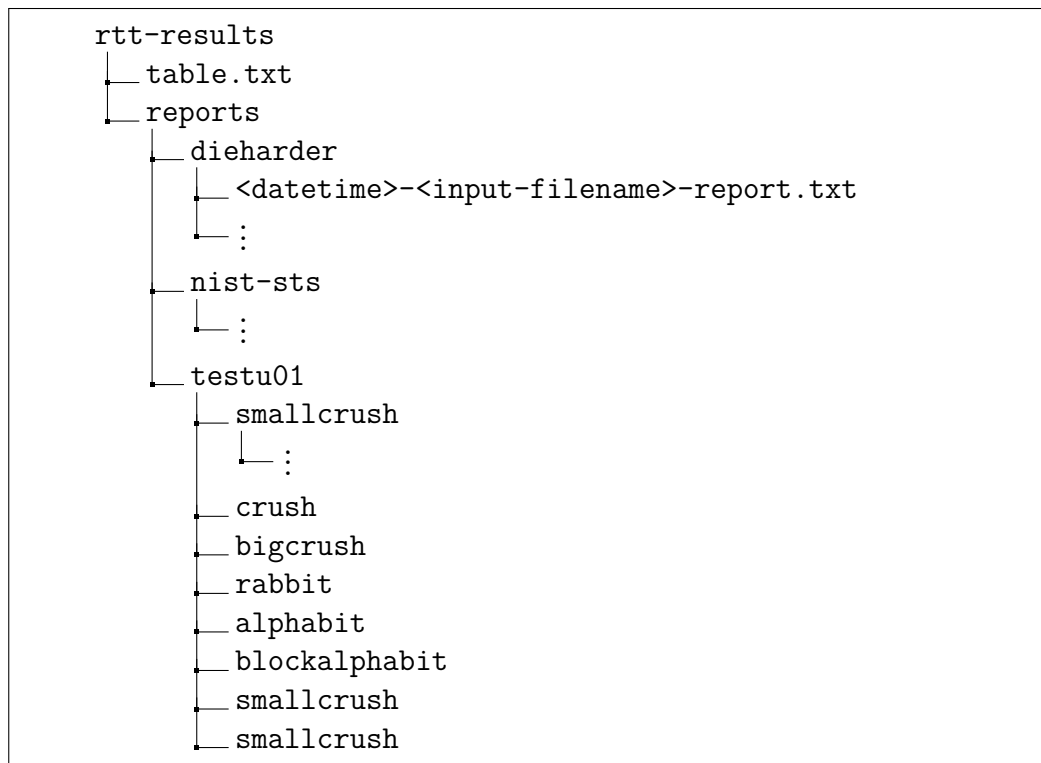 rtt-results
table.txt
reports
dieharder
<datetime>-<input-filename>-report.txt
⋮
nist-sts
⋮
testu01
smallcrush
⋮
crush
bigcrush
rabbit
alphabit
blockalphabit
smallcrush
smallcrush